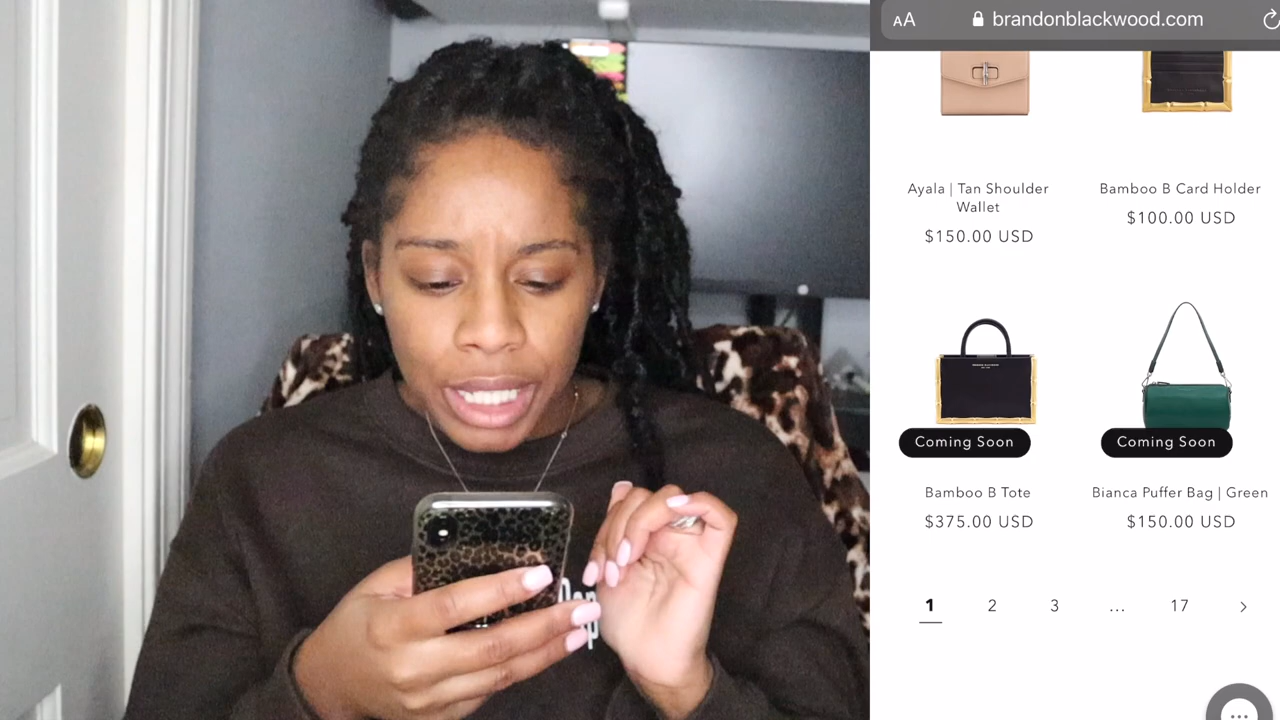 AA
brandonblackwood.com
Ayala | Tan Shoulder
Wallet
$150.00 USD
Bamboo B Card Holder
$100.00 USD
Coming Soon
Bamboo B Tote
$375.00 USD
Coming Soon
Bianca Puffer Bag | Green
$150.00 USD
1 2 3 ... 17 >